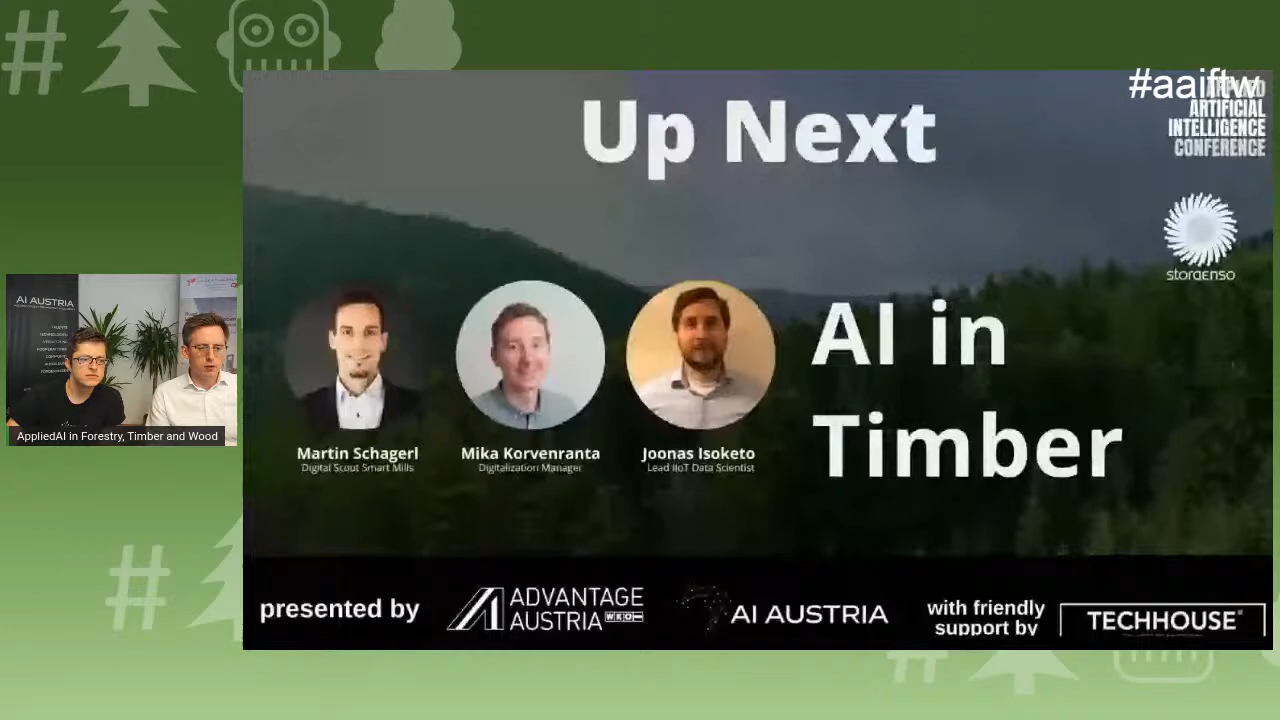 #aaiftw
Up Next
APPLIED
ARTIFICIAL
INTELLIGENCE
CONFERENCE
storaenso
AI in
Timber
Martin Schagerl
Digital Scout Smart Mills
Mika Korvenranta
Digitalization Manager
Joonas Isoketo
Lead IIoT Data Scientist
AI AUSTRIA
AppliedAI in Forestry, Timber and Wood
presented by
ADVANTAGE
AUSTRIA WKO
AI AUSTRIA
with friendly
support by
TECHHOUSE